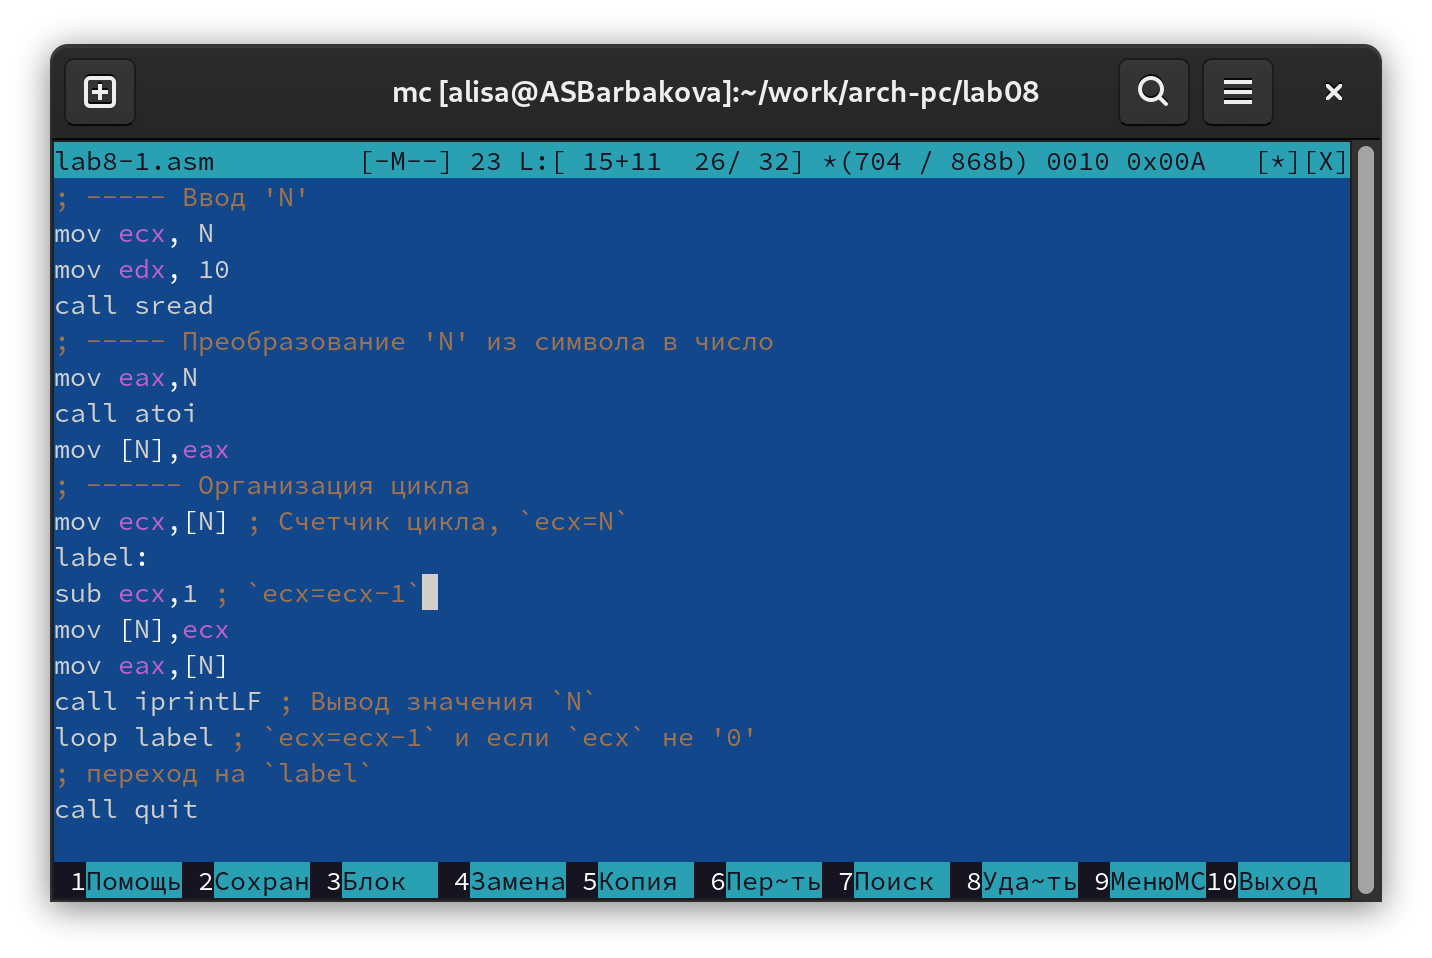 mc [alisa@ASBarbakova]:~/work/arch-pc/lab08
lab8-1.asm [-M--] 23 L:[ 15+11 26/ 32] *(704 / 868b) 0010 0x00A [*][X]
; ----- Ввод 'N'
mov ecx, N
mov edx, 10
call sread
; ----- Преобразование 'N' из символа в число
mov eax,N
call atoi
mov [N],eax
; ------ Организация цикла
mov ecx,[N] ; Счетчик цикла, `ecx=N`
label:
sub ecx,1 ; `ecx=ecx-1`
mov [N],ecx
mov eax,[N]
call iprintLF ; Вывод значения `N`
loop label ; `ecx=ecx-1` и если `ecx` не '0'
; переход на `label`
call quit
1Помощь 2Сохран 3Блок 4Замена 5Копия 6Пер~ть 7Поиск 8Уда~ть 9МенюMC 10Выход